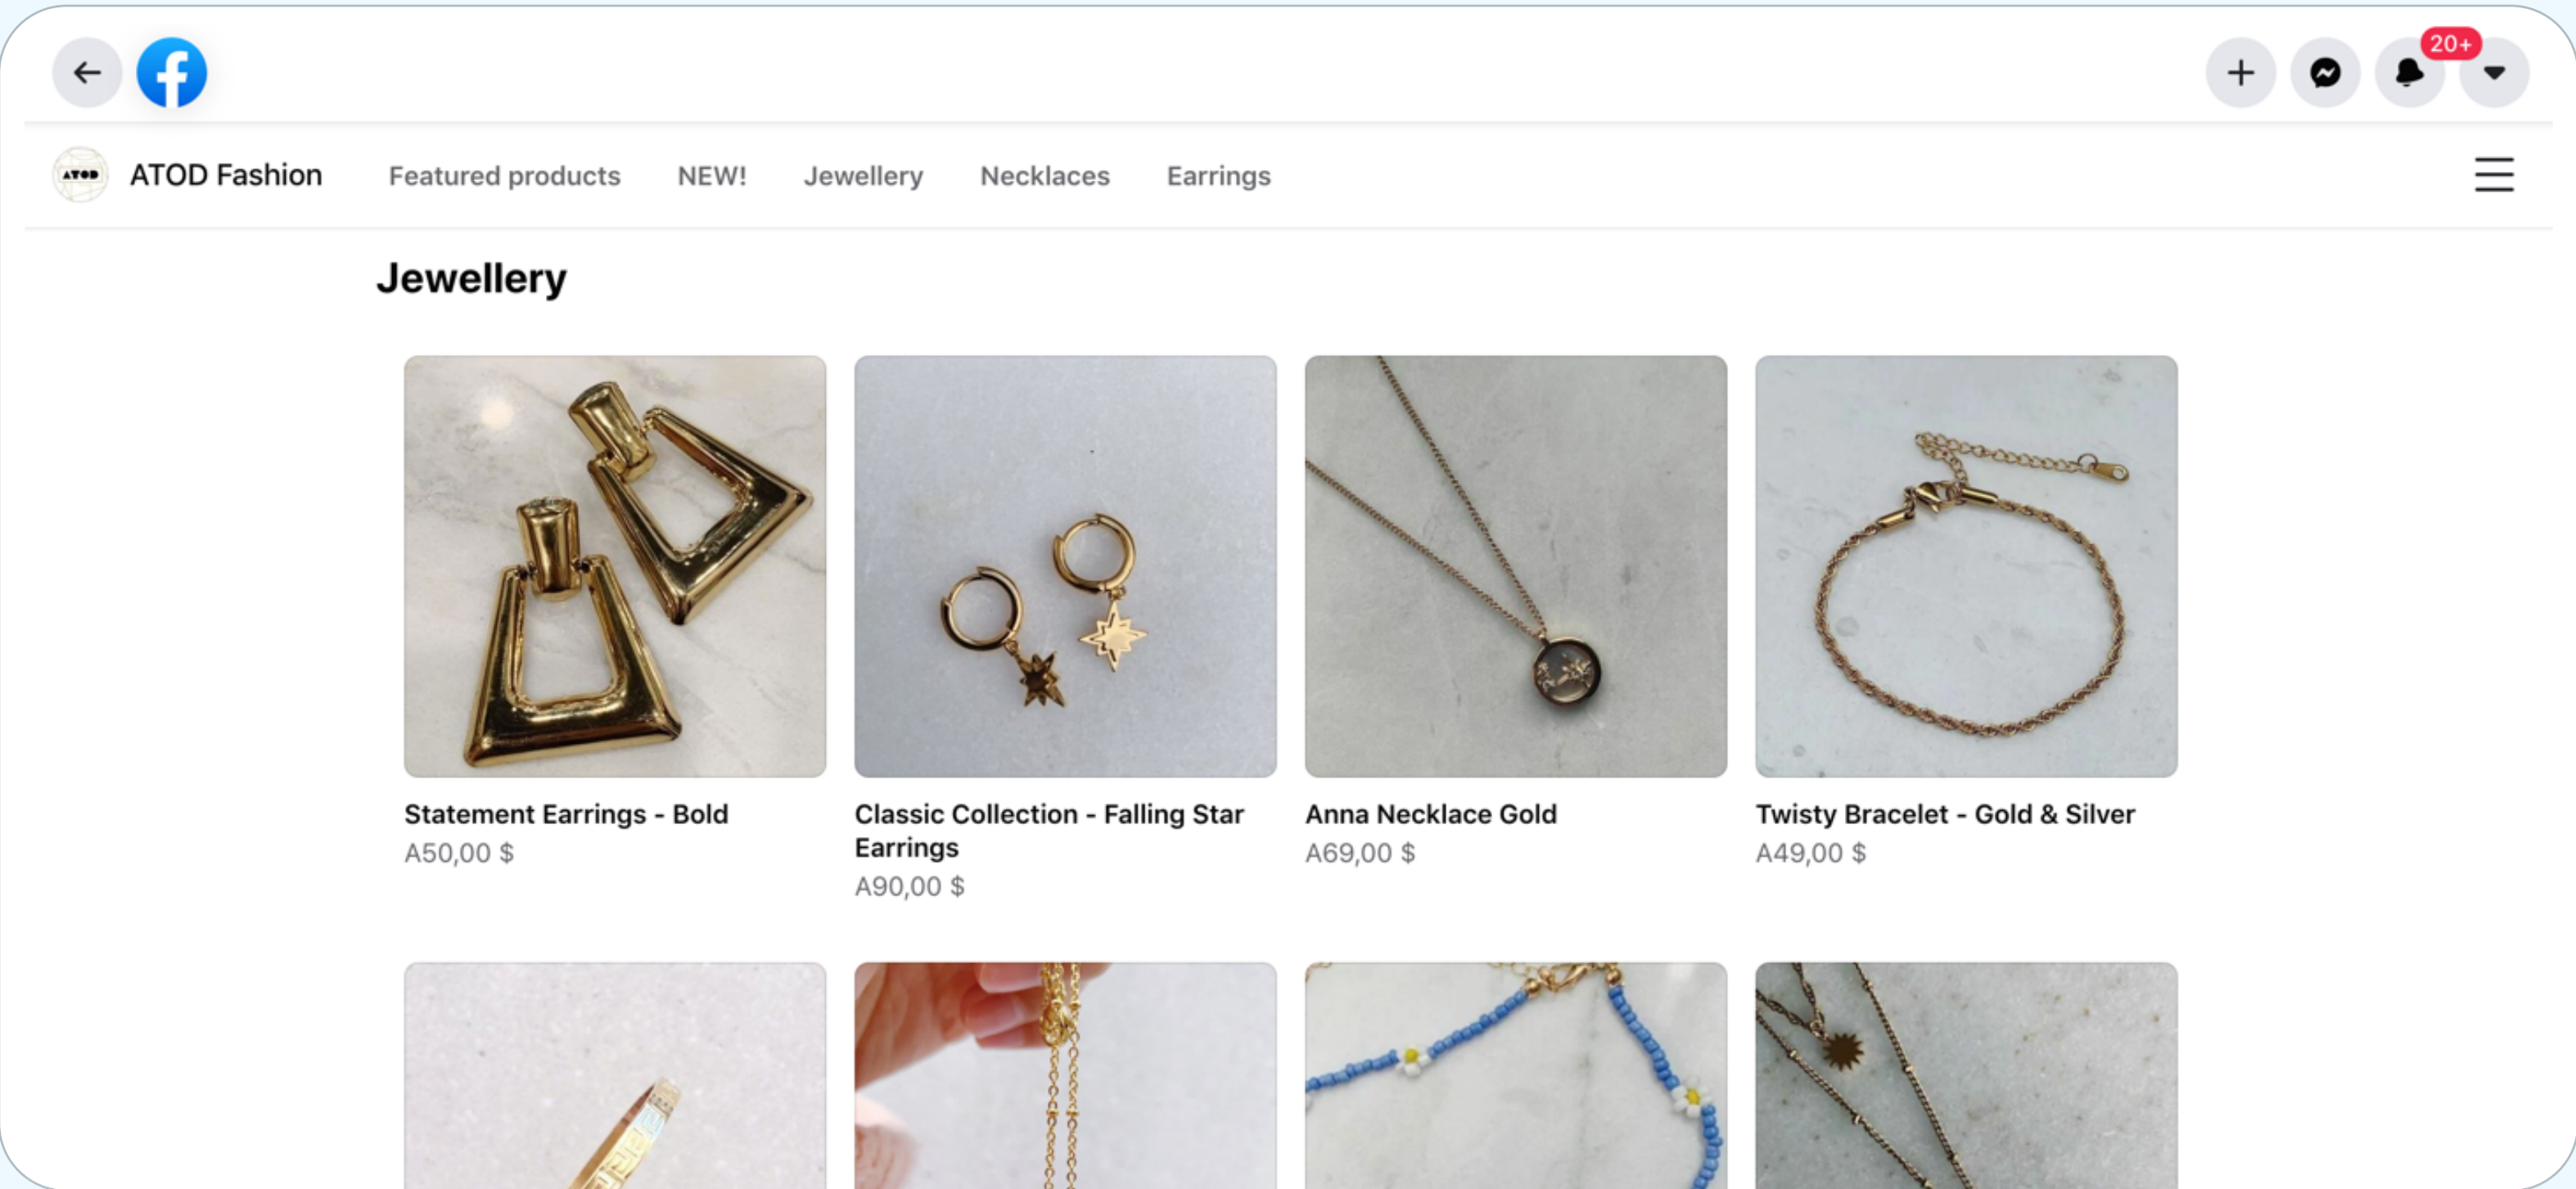 20+
ATOD
ATOD Fashion
Featured products
NEW!
Jewellery
Necklaces
Earrings
Jewellery
Statement Earrings - Bold
A50,00 $
Classic Collection - Falling Star
Earrings
A90,00 $
Anna Necklace Gold
A69,00 $
Twisty Bracelet - Gold & Silver
A49,00 $